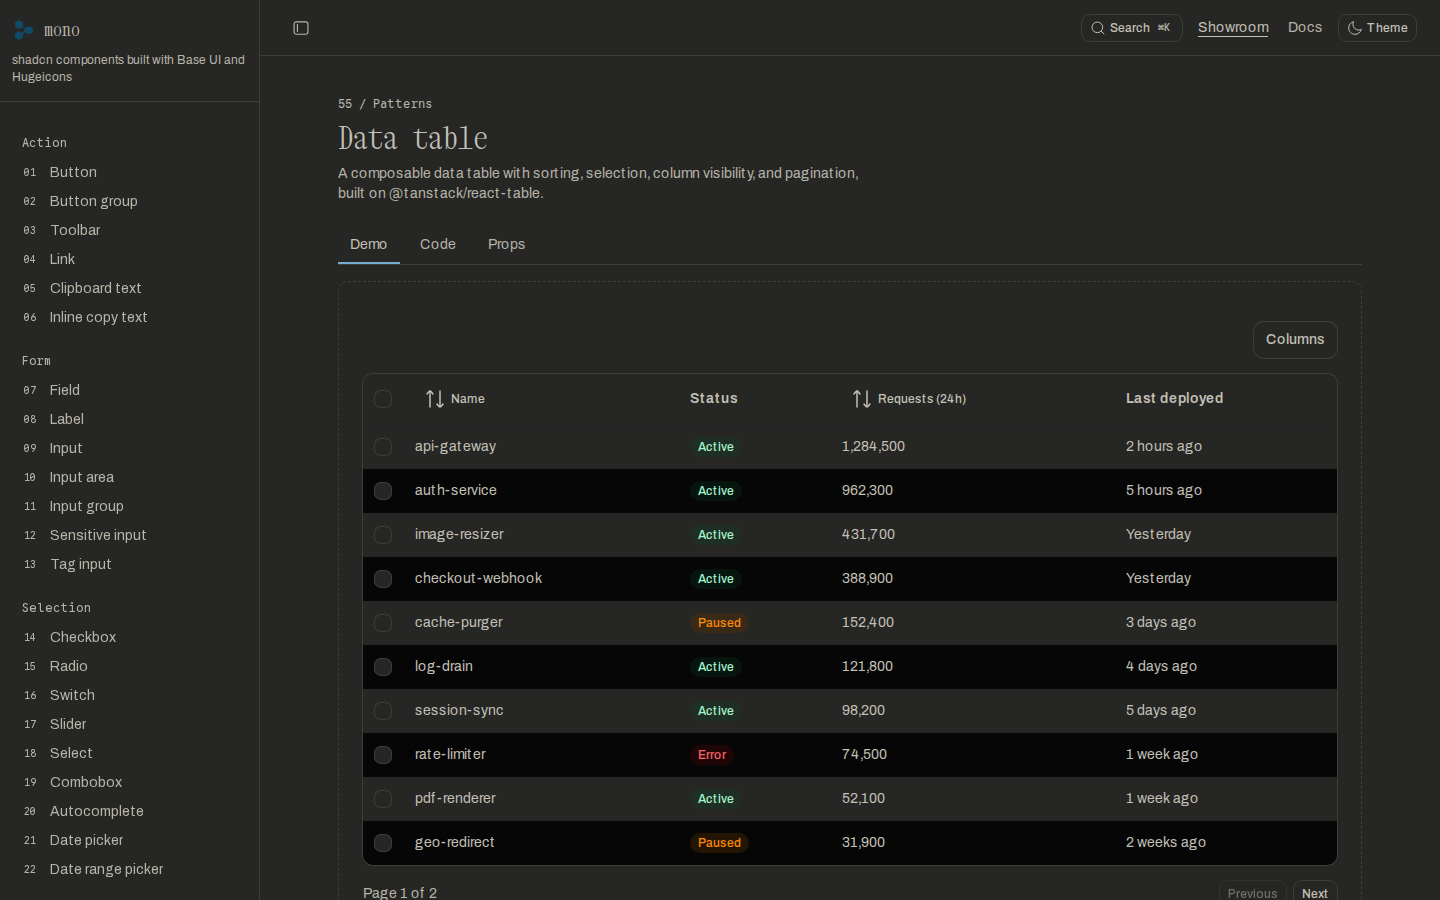 mono
shadcn components built with Base UI and
Hugeicons
Action
01 Button
02 Button group
03 Toolbar
04 Link
05 Clipboard text
06 Inline copy text
Form
07 Field
08 Label
09 Input
10 Input area
11 Input group
12 Sensitive input
13 Tag input
Selection
14 Checkbox
15 Radio
16 Switch
17 Slider
18 Select
19 Combobox
20 Autocomplete
21 Date picker
22 Date range picker
Search ⌘K Showroom Docs Theme
55 / Patterns
Data table
A composable data table with sorting, selection, column visibility, and pagination,
built on @tanstack/react-table.
Demo Code Props
Columns
Name Status Requests (24h) Last deployed
api-gateway Active 1,284,500 2 hours ago
auth-service Active 962,300 5 hours ago
image-resizer Active 431,700 Yesterday
checkout-webhook Active 388,900 Yesterday
cache-purger Paused 152,400 3 days ago
log-drain Active 121,800 4 days ago
session-sync Active 98,200 5 days ago
rate-limiter Error 74,500 1 week ago
pdf-renderer Active 52,100 1 week ago
geo-redirect Paused 31,900 2 weeks ago
Page 1 of 2 Previous Next